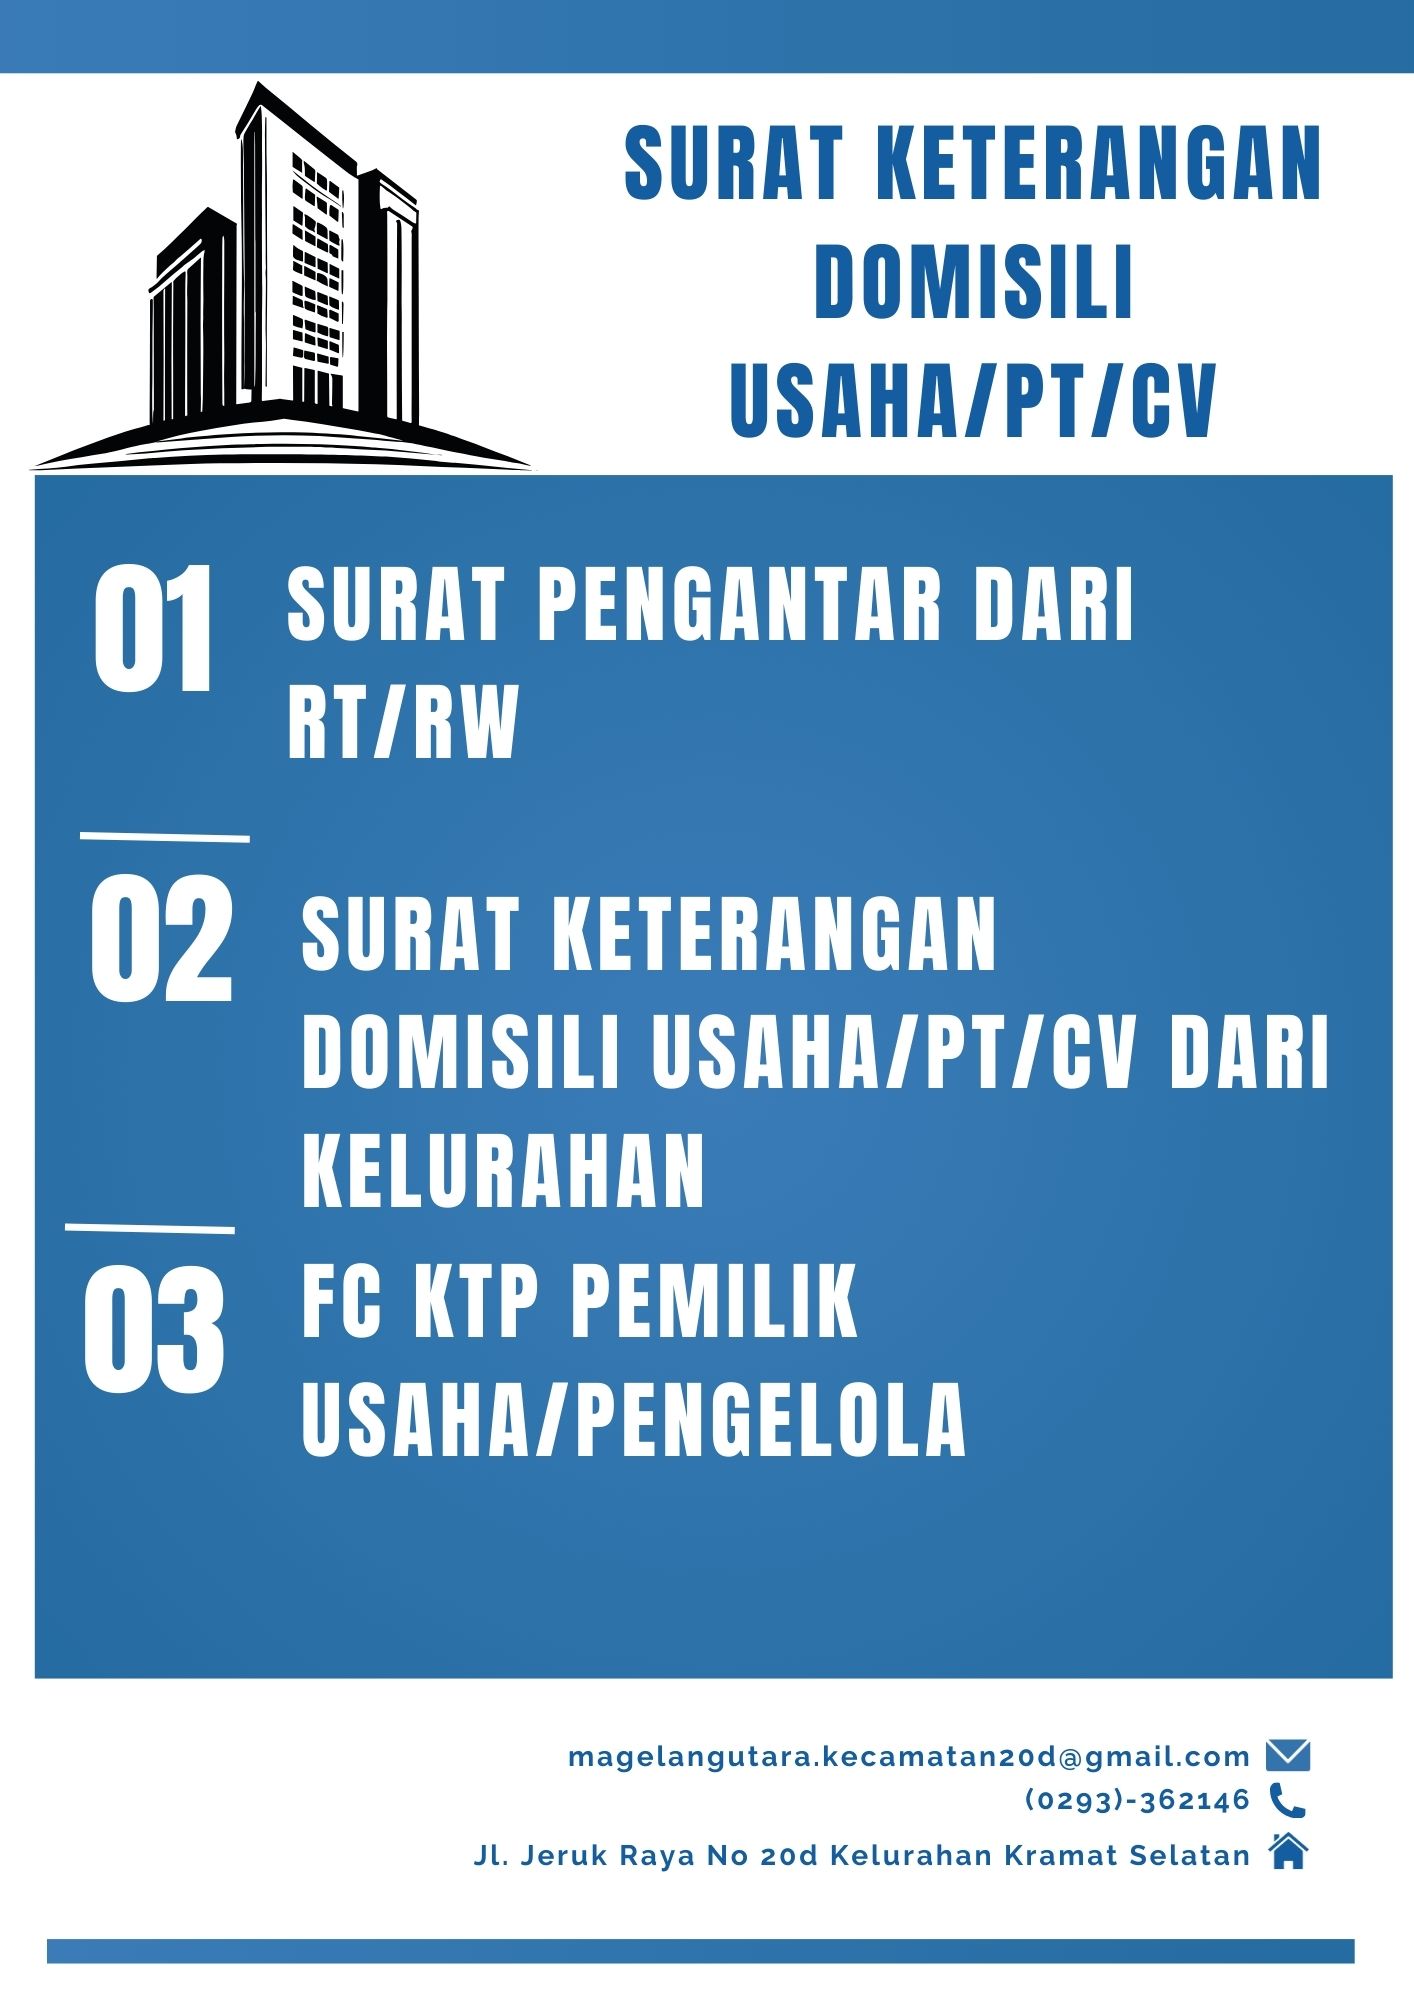 SURAT KETERANGAN
DOMISILI
USAHA/PT/CV
01
SURAT PENGANTAR DARI
RT/RW
02
SURAT KETERANGAN
DOMISILI USAHA/PT/CV DARI
KELURAHAN
03
FC KTP PEMILIK
USAHA/PENGELOLA
magelangutara.kecamatan20d@gmail.com
(0293)-362146
Jl. Jeruk Raya No 20d Kelurahan Kramat Selatan